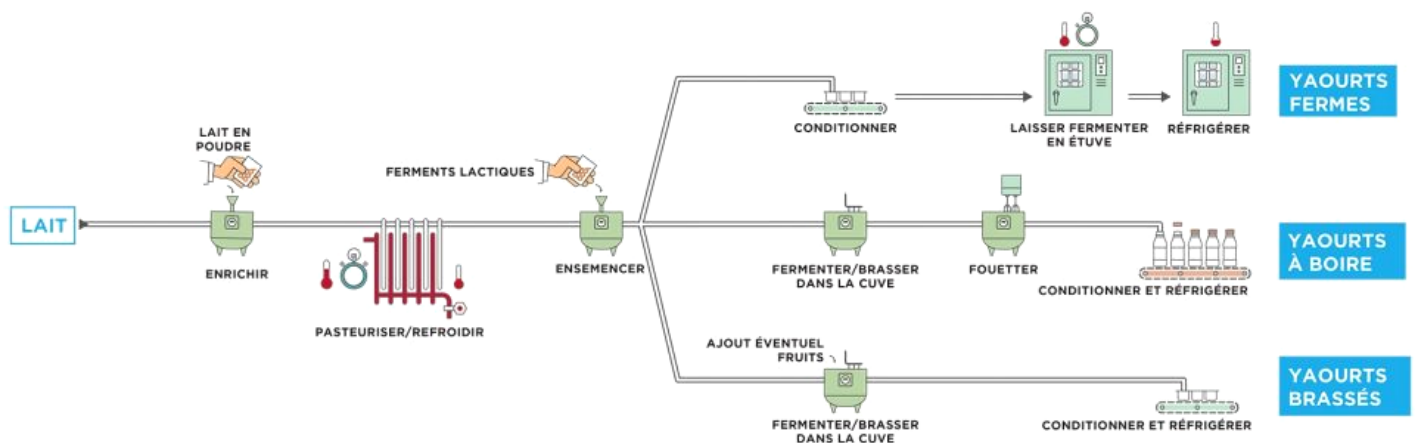 LAIT
LAIT EN
POUDRE
ENRICHIR
PASTEURISER/REFROIDIR
FERMENTS LACTIQUES
ENSEMENCER
CONDITIONNER
LAISSER FERMENTER
EN ÉTUVE
RÉFRIGÉRER
YAOURTS
FERMES
FERMENTER/BRASSER
DANS LA CUVE
FOUETTER
CONDITIONNER ET RÉFRIGÉRER
YAOURTS
À BOIRE
AJOUT ÉVENTUEL
FRUITS
FERMENTER/BRASSER
DANS LA CUVE
CONDITIONNER ET RÉFRIGÉRER
YAOURTS
BRASSÉS